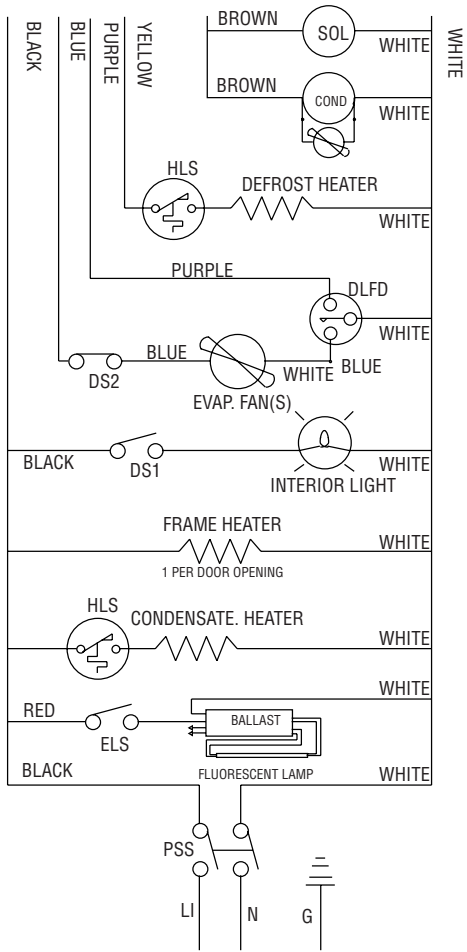 BLACK
BLUE
PURPLE
YELLOW
BROWN
SOL
WHITE
WHITE
BROWN
COND
WHITE
HLS
DEFROST HEATER
WHITE
PURPLE
DLFD
WHITE
BLUE
WHITE
BLUE
DS2
EVAP. FAN(S)
BLACK
DS1
WHITE
INTERIOR LIGHT
FRAME HEATER
WHITE
1 PER DOOR OPENING
HLS
CONDENSATE. HEATER
WHITE
WHITE
RED
BALLAST
ELS
BLACK
FLUORESCENT LAMP
WHITE
PSS
LI
N
G